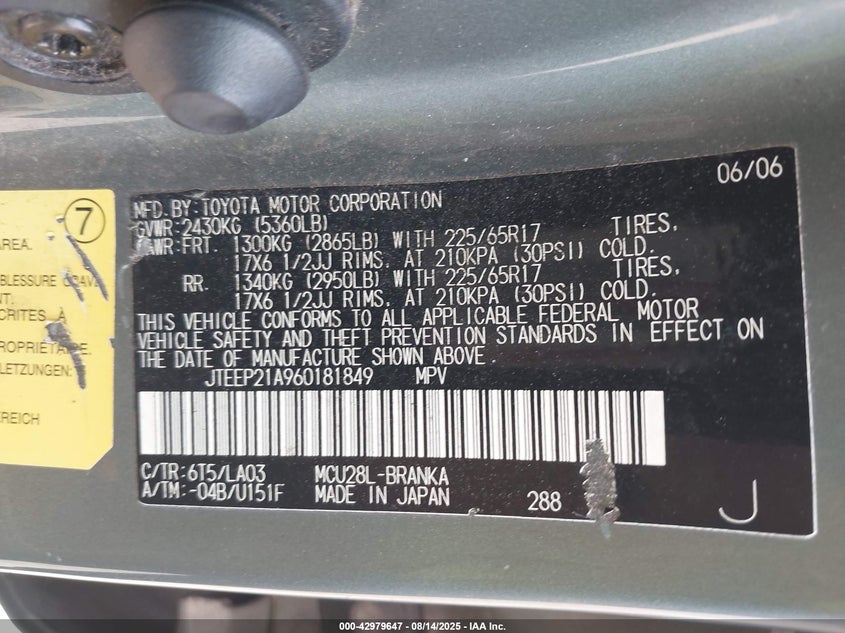 06/06
MFD. BY: TOYOTA MOTOR CORPORATION
GVWR: 2430KG (5360LB)
GAWR: FRT. 1300KG (2865LB) WITH 225/65R17 TIRES,
17X6 1/2JJ RIMS, AT 210KPA (30PSI) COLD.
RR. 1340KG (2950LB) WITH 225/65R17 TIRES,
17X6 1/2JJ RIMS, AT 210KPA (30PSI) COLD.
THIS VEHICLE CONFORMS TO ALL APPLICABLE FEDERAL MOTOR
VEHICLE SAFETY AND THEFT PREVENTION STANDARDS IN EFFECT ON
THE DATE OF MANUFACTURE SHOWN ABOVE.
JTEEP21A960181849 MPV
C/TR: 6T5/LA03 MCU28L-BRANKA
A/TM: -04B/U151F MADE IN JAPAN 288
J
7
AREA.
BLESSURE GRAVE
CRITES À
PROPRIÉTAIRE.
LETZUNGEN:
EREICH
000-42979647 - 08/14/2025 - IAA Inc.